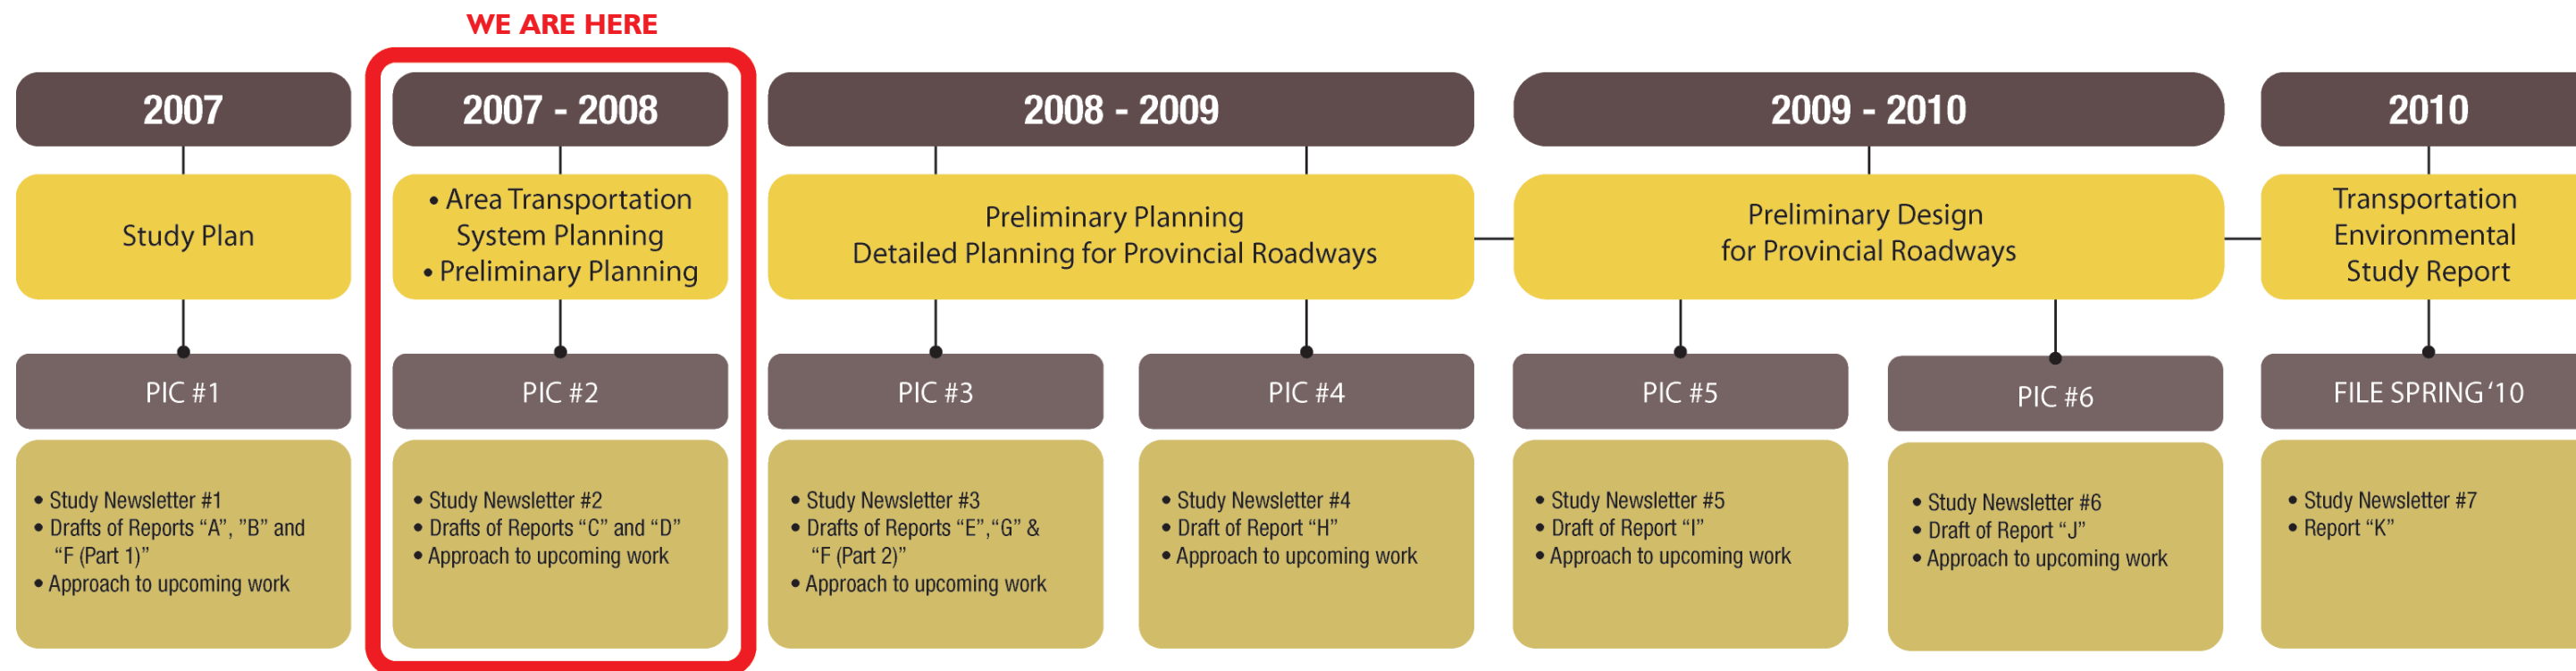 WE ARE HERE
2007
Study Plan
PIC #1
• Study Newsletter #1
• Drafts of Reports “A”, ”B” and
“F (Part 1)”
• Approach to upcoming work
2007 - 2008
• Area Transportation
System Planning
• Preliminary Planning
PIC #2
• Study Newsletter #2
• Drafts of Reports “C” and “D”
• Approach to upcoming work
2008 - 2009
Preliminary Planning
Detailed Planning for Provincial Roadways
PIC #3
• Study Newsletter #3
• Drafts of Reports “E”,“G” &
“F (Part 2)”
• Approach to upcoming work
PIC #4
• Study Newsletter #4
• Draft of Report “H”
• Approach to upcoming work
2009 - 2010
Preliminary Design
for Provincial Roadways
PIC #5
• Study Newsletter #5
• Draft of Report “I”
• Approach to upcoming work
PIC #6
• Study Newsletter #6
• Draft of Report “J”
• Approach to upcoming work
2010
Transportation
Environmental
Study Report
FILE SPRING ‘10
• Study Newsletter #7
• Report “K”